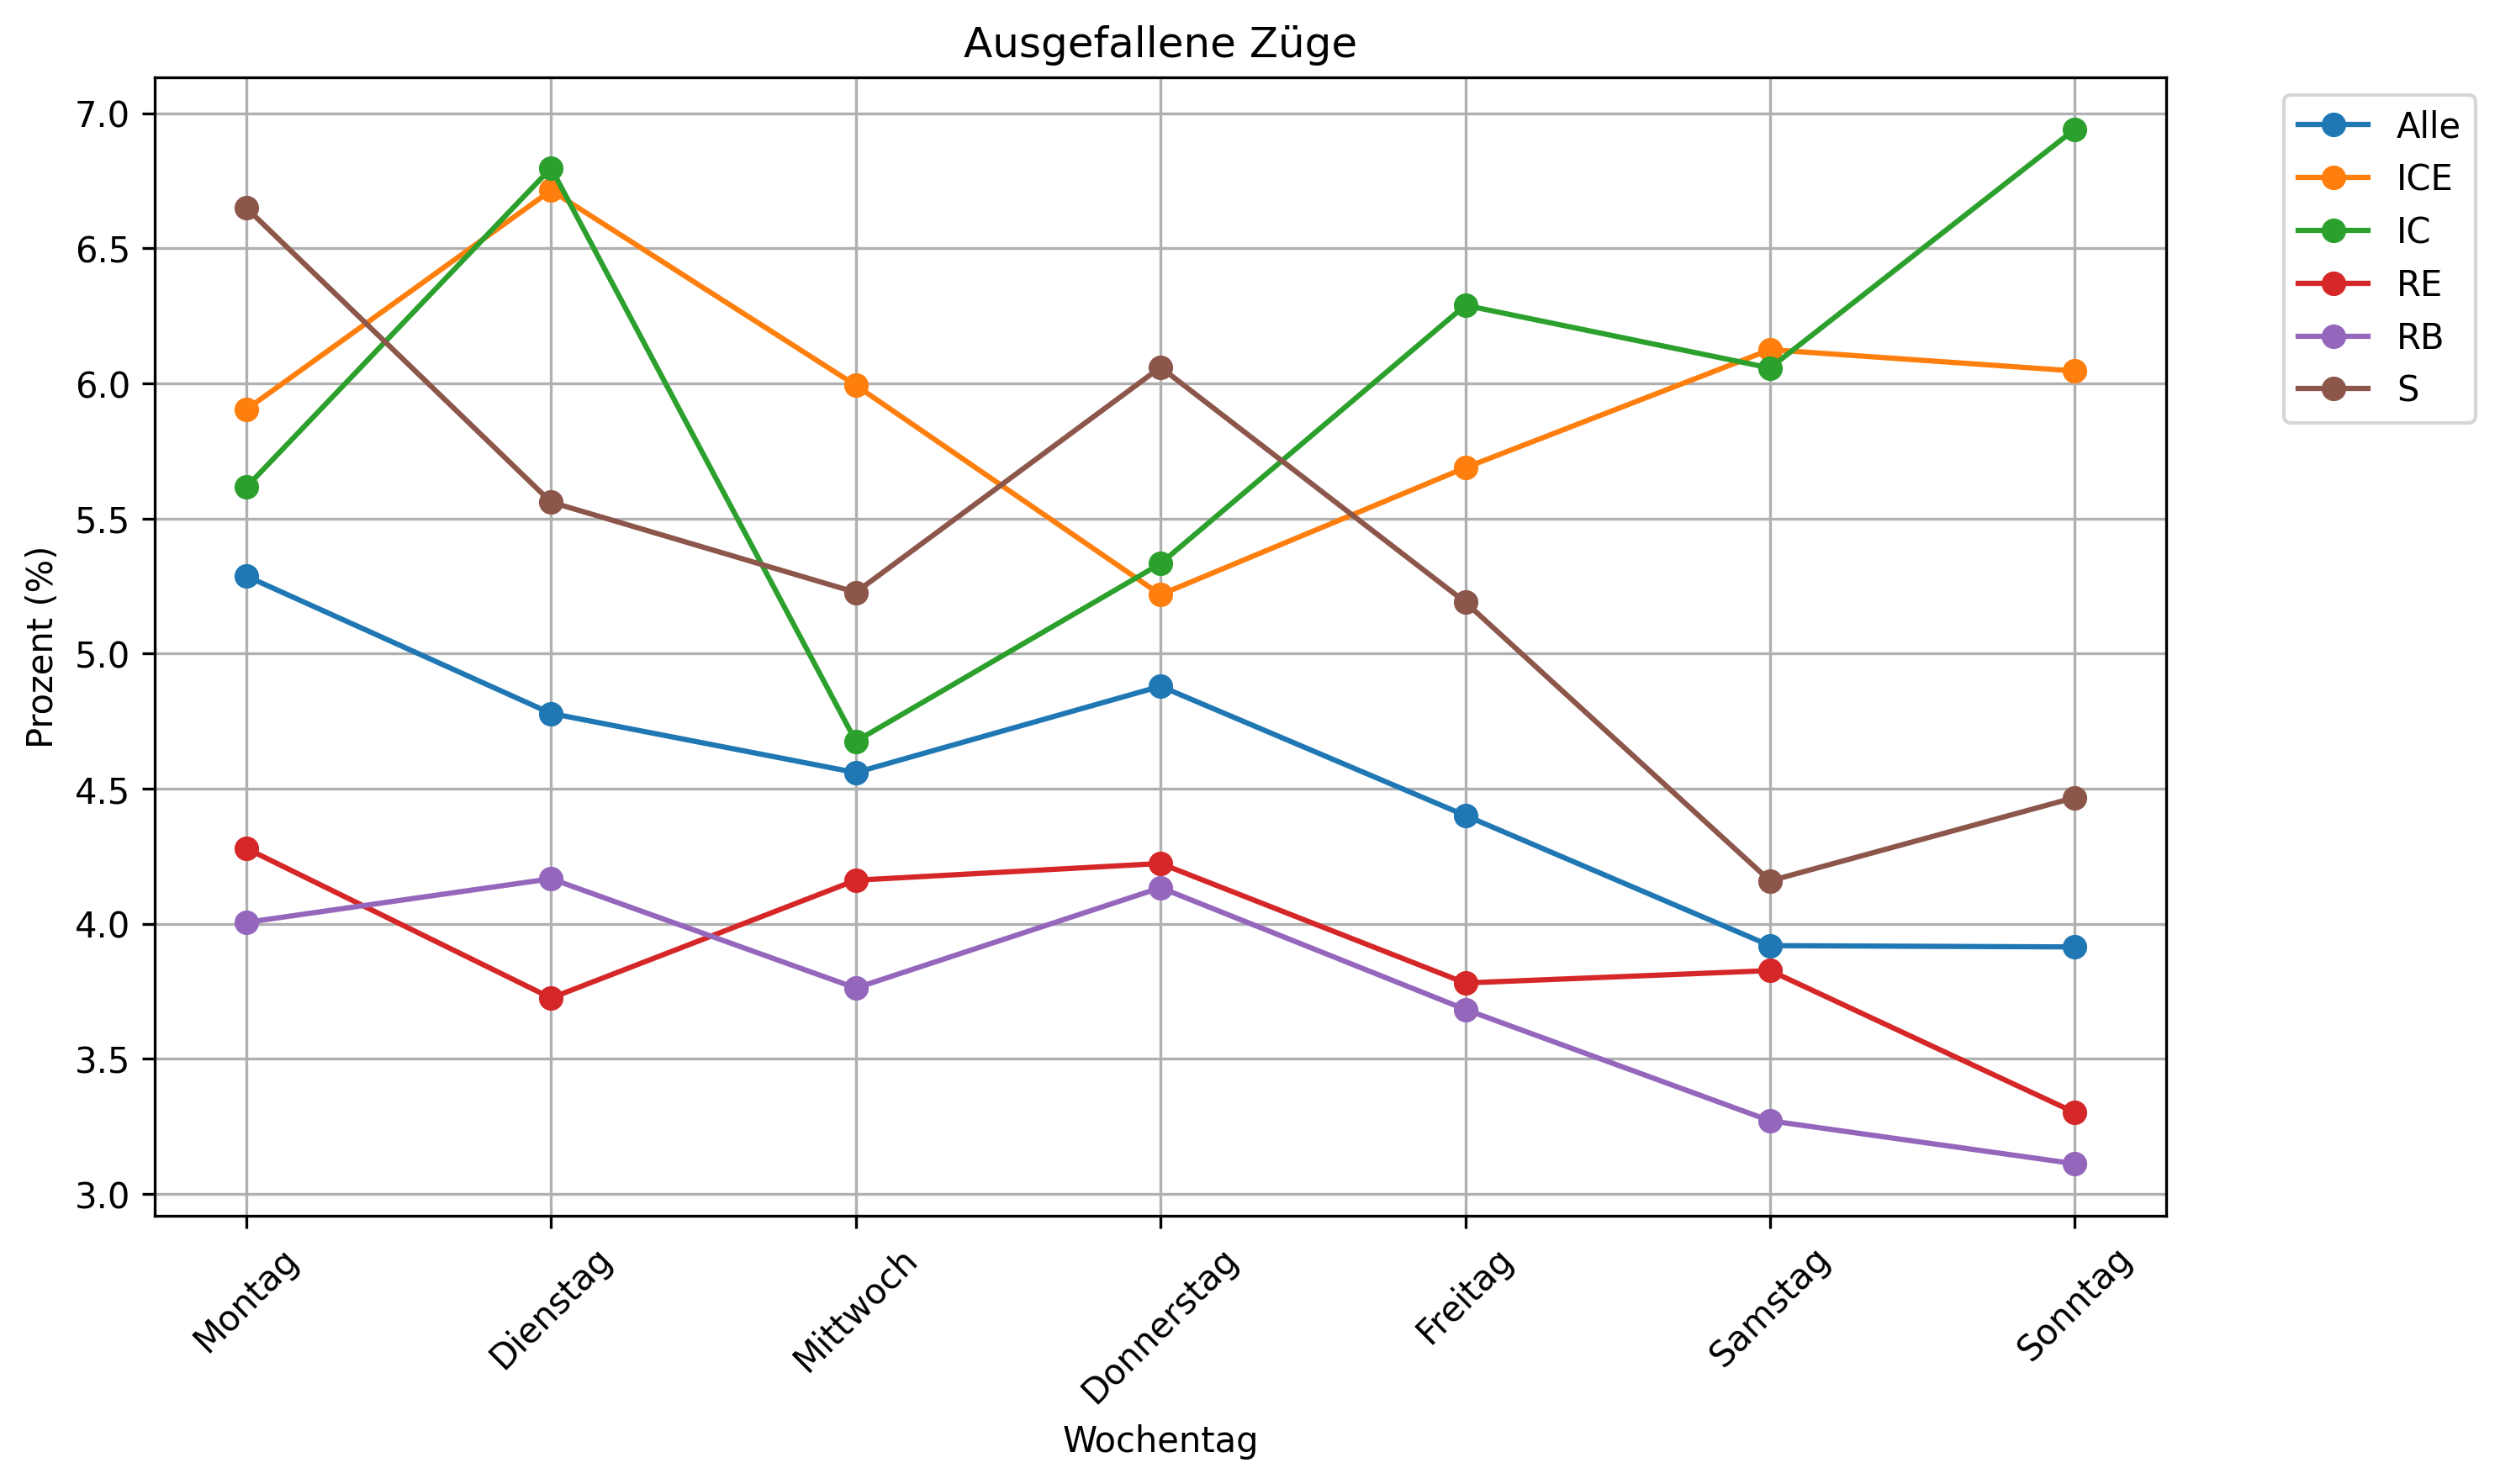 Ausgefallene Züge
7.0
6.5
6.0
5.5
5.0
4.5
4.0
3.5
3.0
Prozent (%)
Montag
Dienstag
Mittwoch
Donnerstag
Freitag
Samstag
Sonntag
Wochentag
Alle
ICE
IC
RE
RB
S